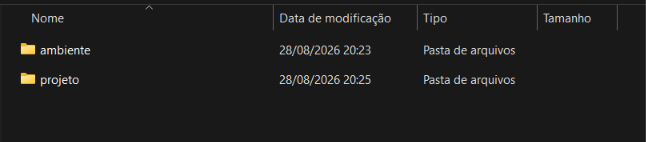 Nome Data de modificação Tipo Tamanho
ambiente 28/08/2026 20:23 Pasta de arquivos
projeto 28/08/2026 20:25 Pasta de arquivos